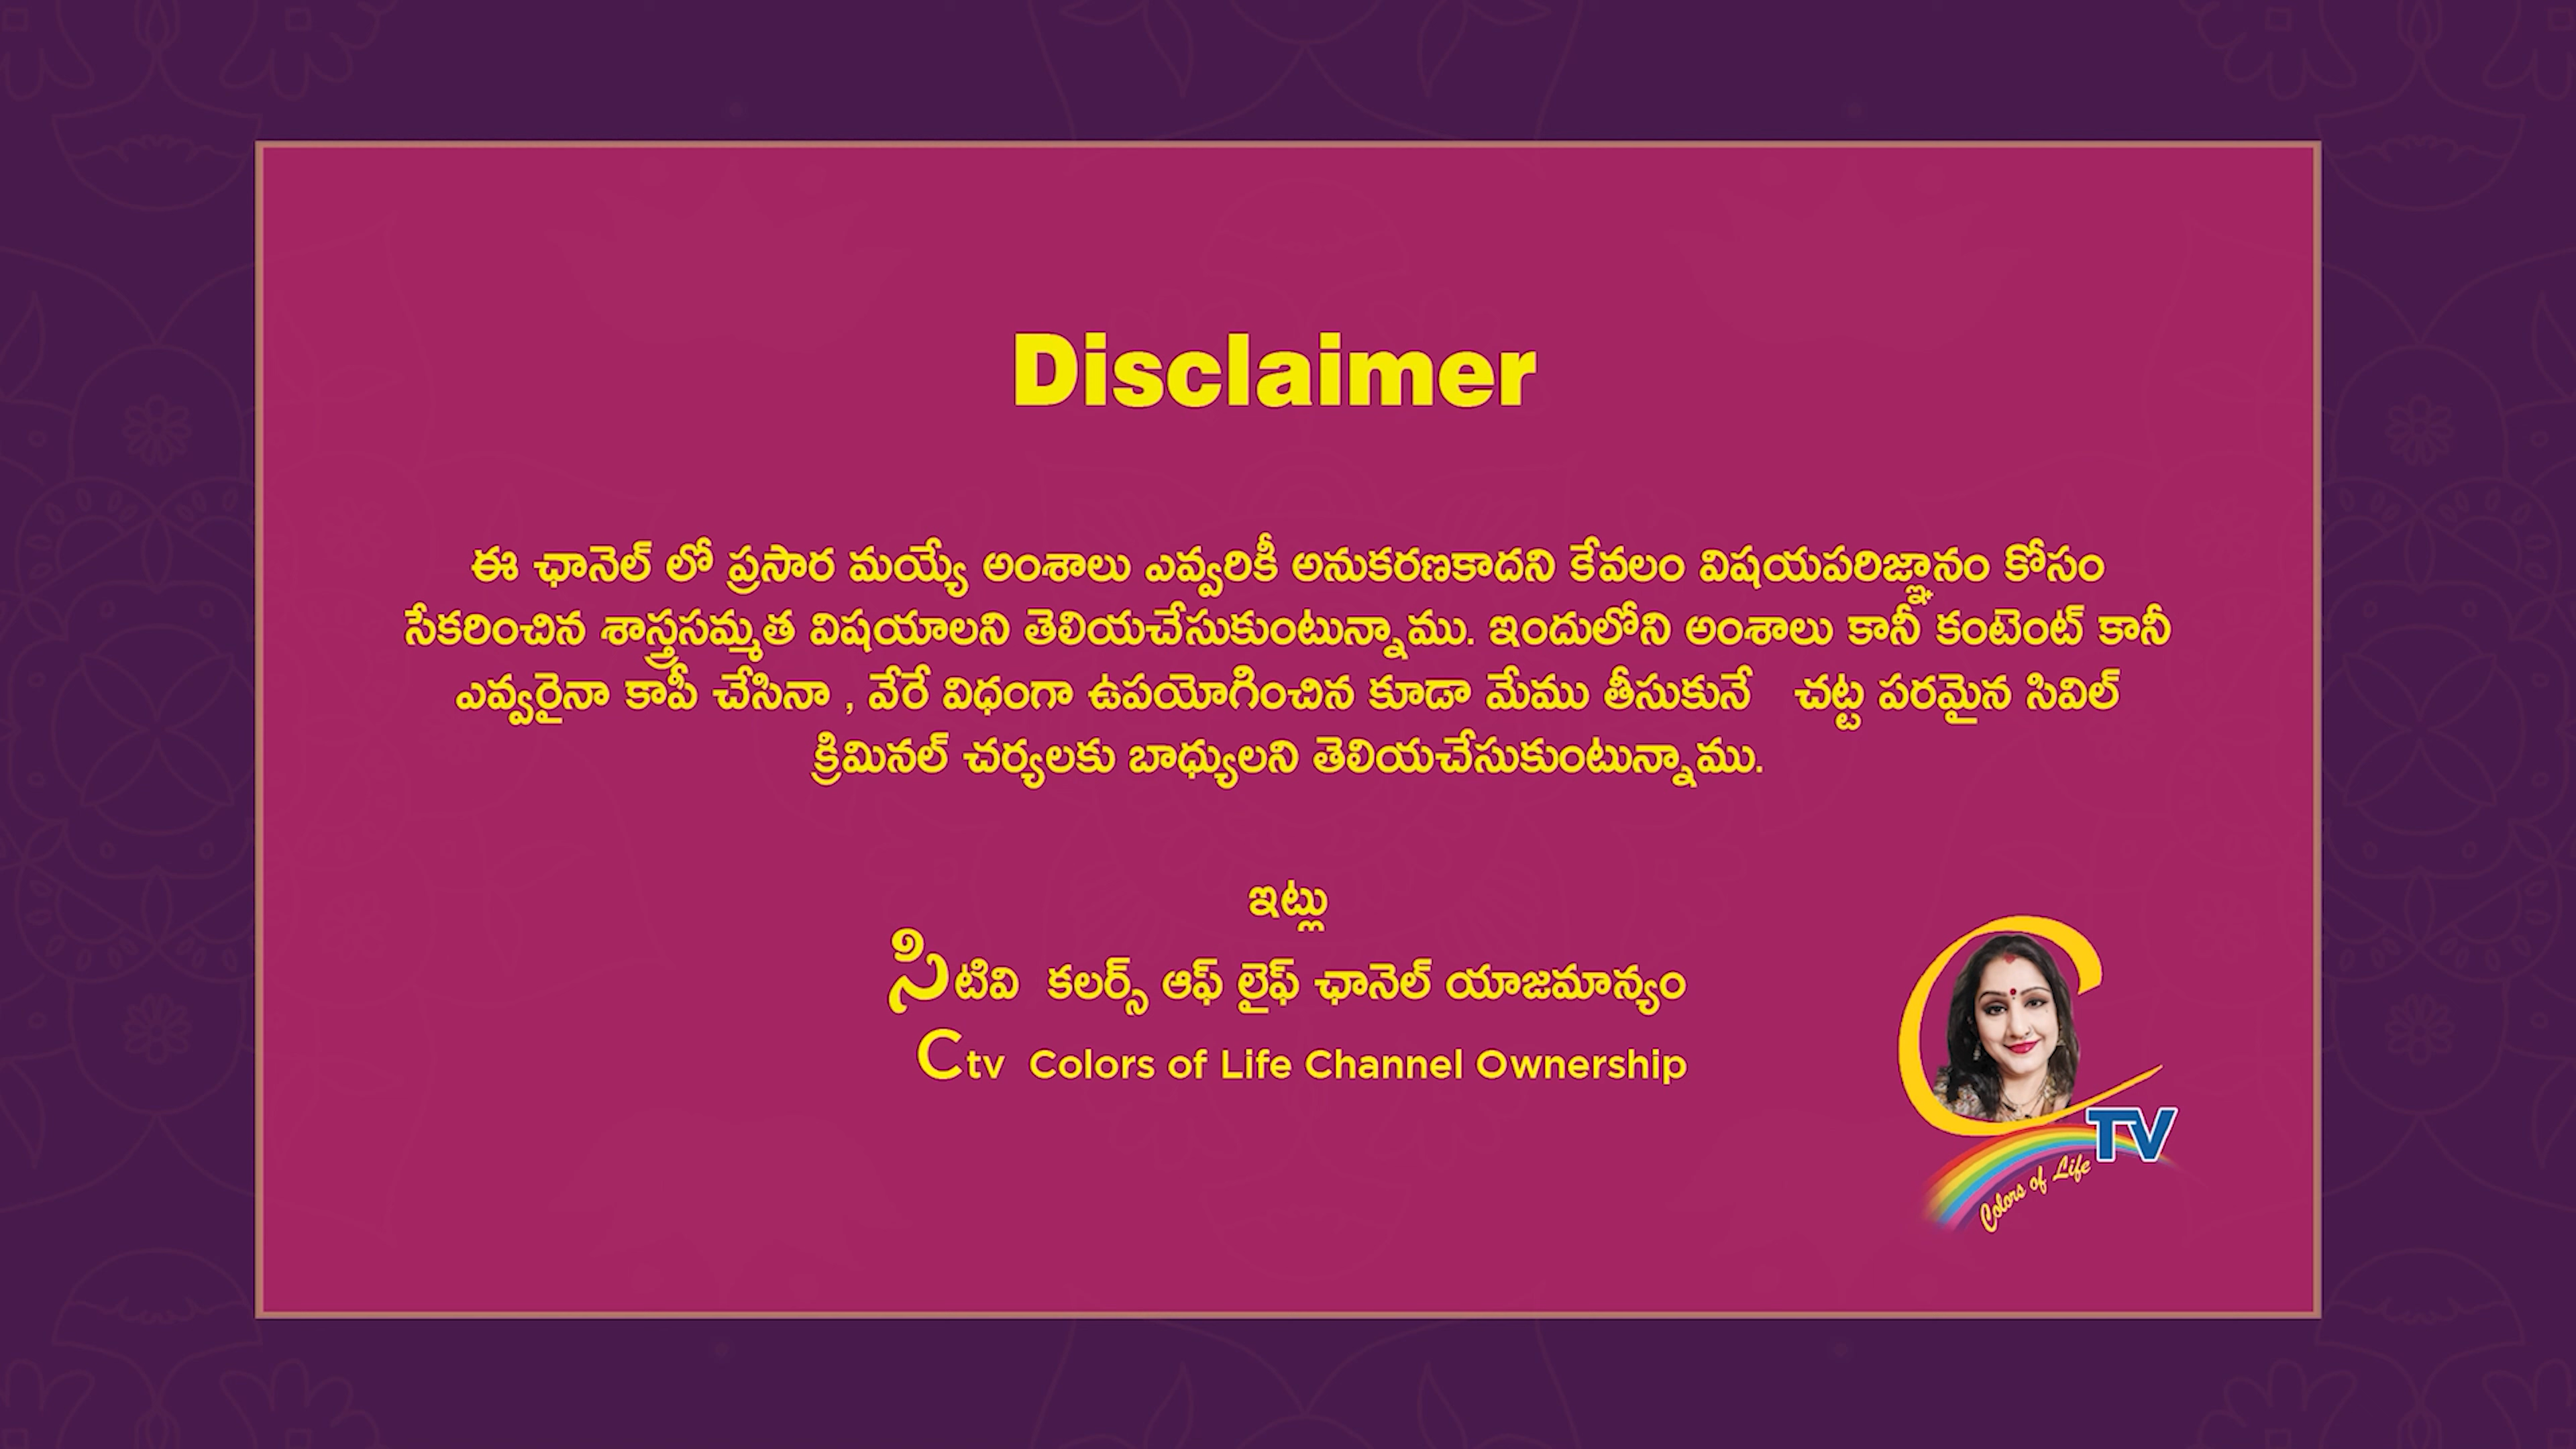 Disclaimer
ఈ ఛానెల్ లో ప్రసార మయ్యే అంశాలు ఎవ్వరికీ అనుకరణకాదని కేవలం విషయపరిజ్ఞానం కోసం
సేకరించిన శాస్త్రసమ్మత విషయాలని తెలియచేసుకుంటున్నాము. ఇందులోని అంశాలు కానీ కంటెంట్ కానీ
ఎవ్వరైనా కాపీ చేసినా , వేరే విధంగా ఉపయోగించిన కూడా మేము తీసుకునే చట్ట పరమైన సివిల్
క్రిమినల్ చర్యలకు బాధ్యులని తెలియచేసుకుంటున్నాము.
ఇట్లు
సిటివి కలర్స్ ఆఫ్ లైఫ్ ఛానెల్ యాజమాన్యం
Ctv Colors of Life Channel Ownership
C TV
Colors of Life